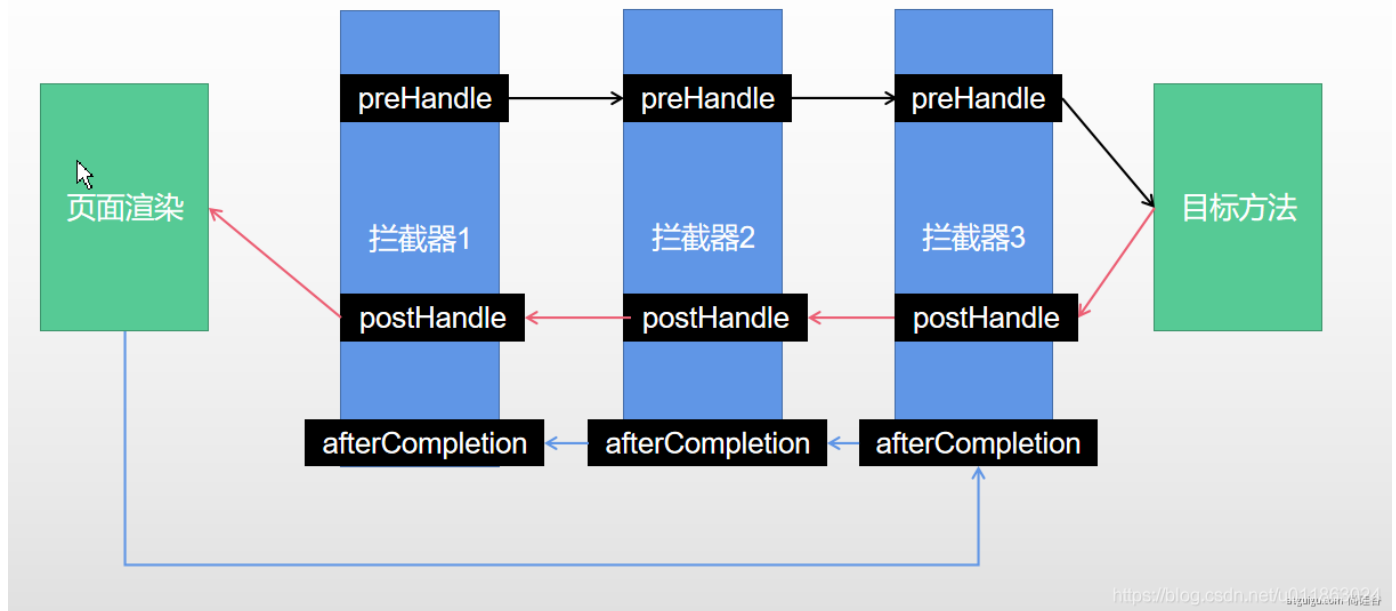 preHandle
preHandle
preHandle
页面渲染
拦截器1
拦截器2
拦截器3
目标方法
postHandle
postHandle
postHandle
afterCompletion
afterCompletion
afterCompletion